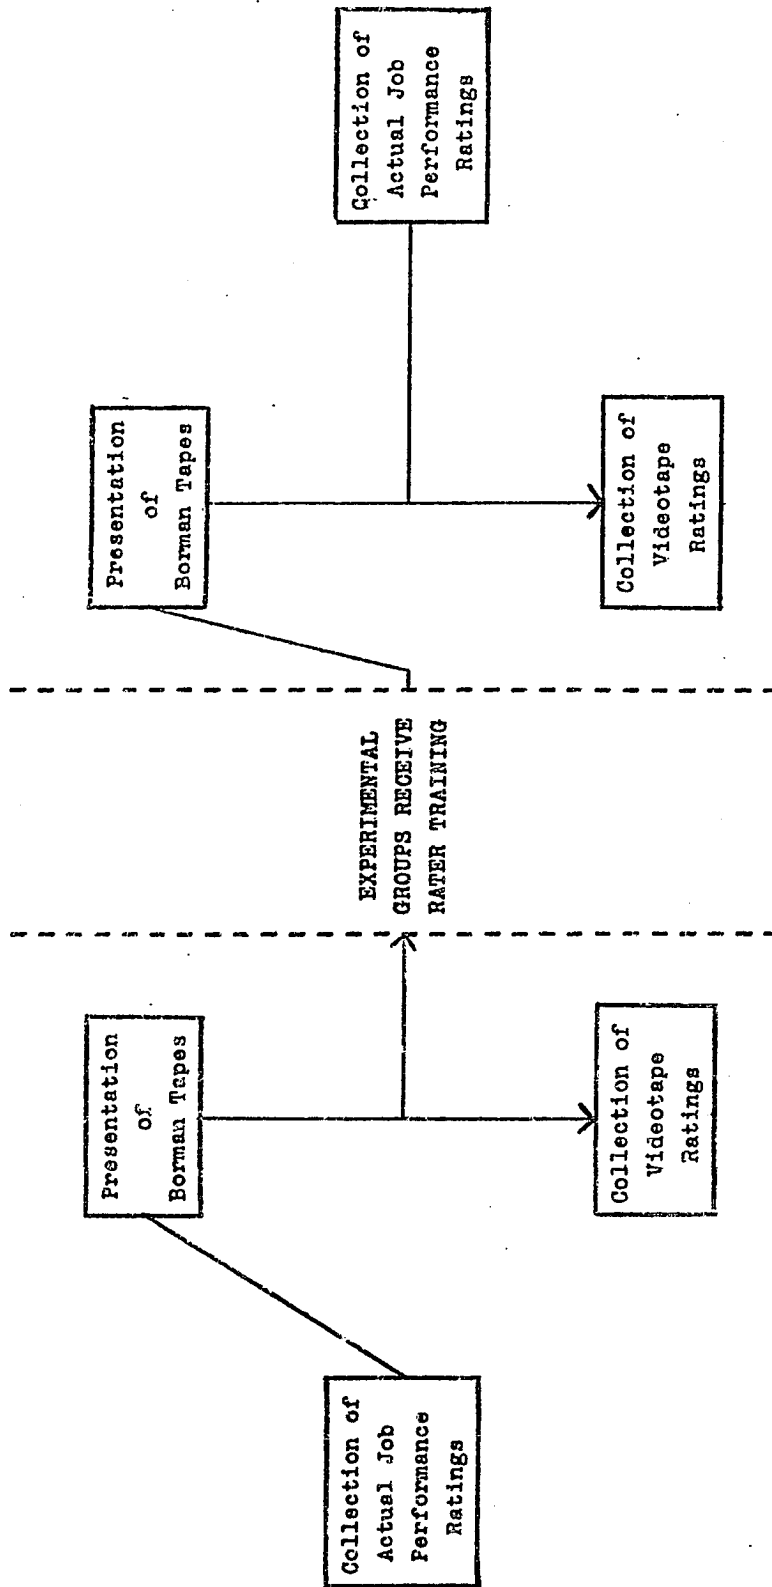 Collection of
Actual Job
Performance
Ratings
Presentation
of
Borman Tapes
Collection of
Videotape
Ratings
EXPERIMENTAL
GROUPS RECEIVE
RATER TRAINING
Presentation
of
Borman Tapes
Collection of
Videotape
Ratings
Collection of
Actual Job
Performance
Ratings